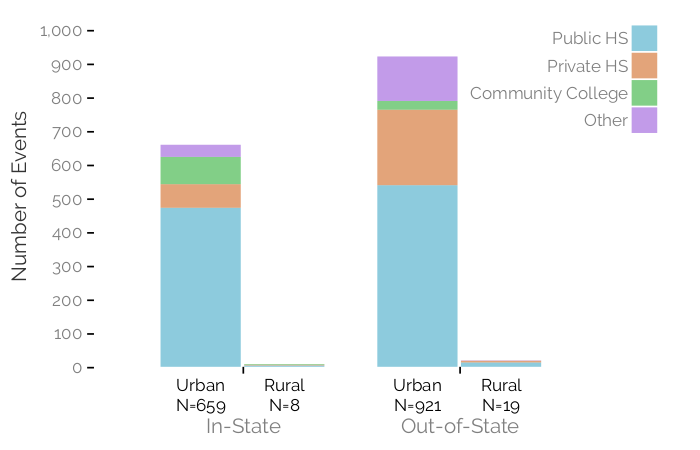 Number of Events
1,000
900
800
700
600
500
400
300
200
100
0
Public HS
Private HS
Community College
Other
Urban
N=659
Rural
N=8
In-State
Urban
N=921
Rural
N=19
Out-of-State